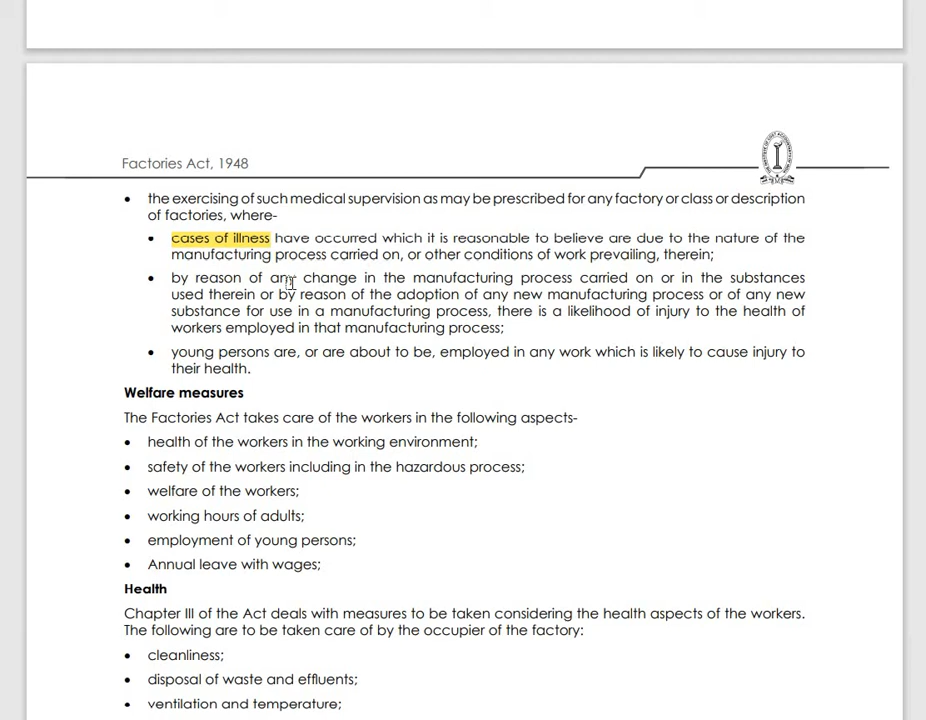 Factories Act, 1948
• the exercising of such medical supervision as may be prescribed for any factory or class or description
of factories, where-
• cases of illness have occurred which it is reasonable to believe are due to the nature of the
manufacturing process carried on, or other conditions of work prevailing, therein;
• by reason of any change in the manufacturing process carried on or in the substances
used therein or by reason of the adoption of any new manufacturing process or of any new
substance for use in a manufacturing process, there is a likelihood of injury to the health of
workers employed in that manufacturing process;
• young persons are, or are about to be, employed in any work which is likely to cause injury to
their health.
Welfare measures
The Factories Act takes care of the workers in the following aspects-
• health of the workers in the working environment;
• safety of the workers including in the hazardous process;
• welfare of the workers;
• working hours of adults;
• employment of young persons;
• Annual leave with wages;
Health
Chapter III of the Act deals with measures to be taken considering the health aspects of the workers.
The following are to be taken care of by the occupier of the factory:
• cleanliness;
• disposal of waste and effluents;
• ventilation and temperature;